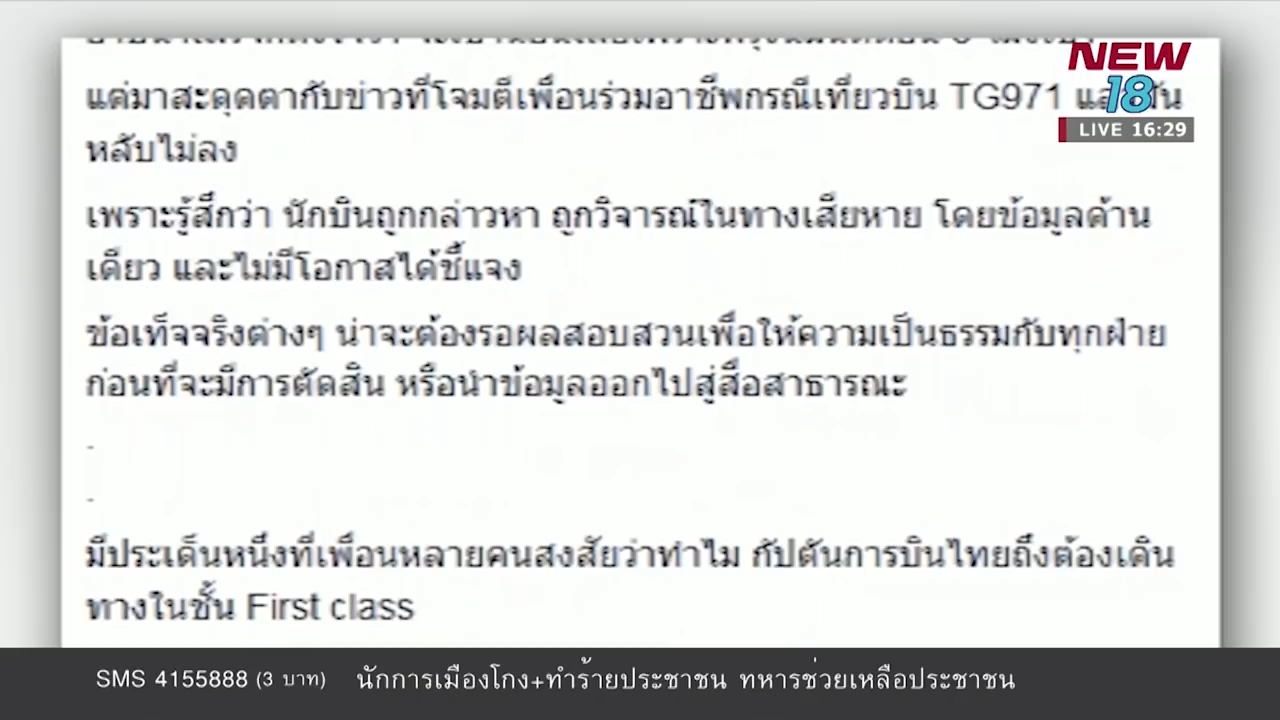 แต่มาสะดุดตากับข่าวที่โจมตีเพื่อนร่วมอาชีพกรณีเที่ยวบิน TG971
หลับไม่ลง
เพราะรู้สึกว่า นักบินถูกกล่าวหา ถูกวิจารณ์ในทางเสียหาย โดยข้อมูลด้าน
เดียว และไม่มีโอกาสได้ชี้แจง
ข้อเท็จจริงต่างๆ น่าจะต้องรอผลสอบสวนเพื่อให้ความเป็นธรรมกับทุกฝ่าย
ก่อนที่จะมีการตัดสิน หรือนำข้อมูลออกไปสู่สื่อสาธารณะ
-
-
มีประเด็นหนึ่งที่เพื่อนหลายคนสงสัยว่าทำไม กัปตันการบินไทยถึงต้องเดิน
ทางในชั้น First class
NEW
18
LIVE 16:29
SMS 4155888 (3 บาท) นักการเมืองโกง+ทำร้ายประชาชน ทหารช่วยเหลือประชาชน